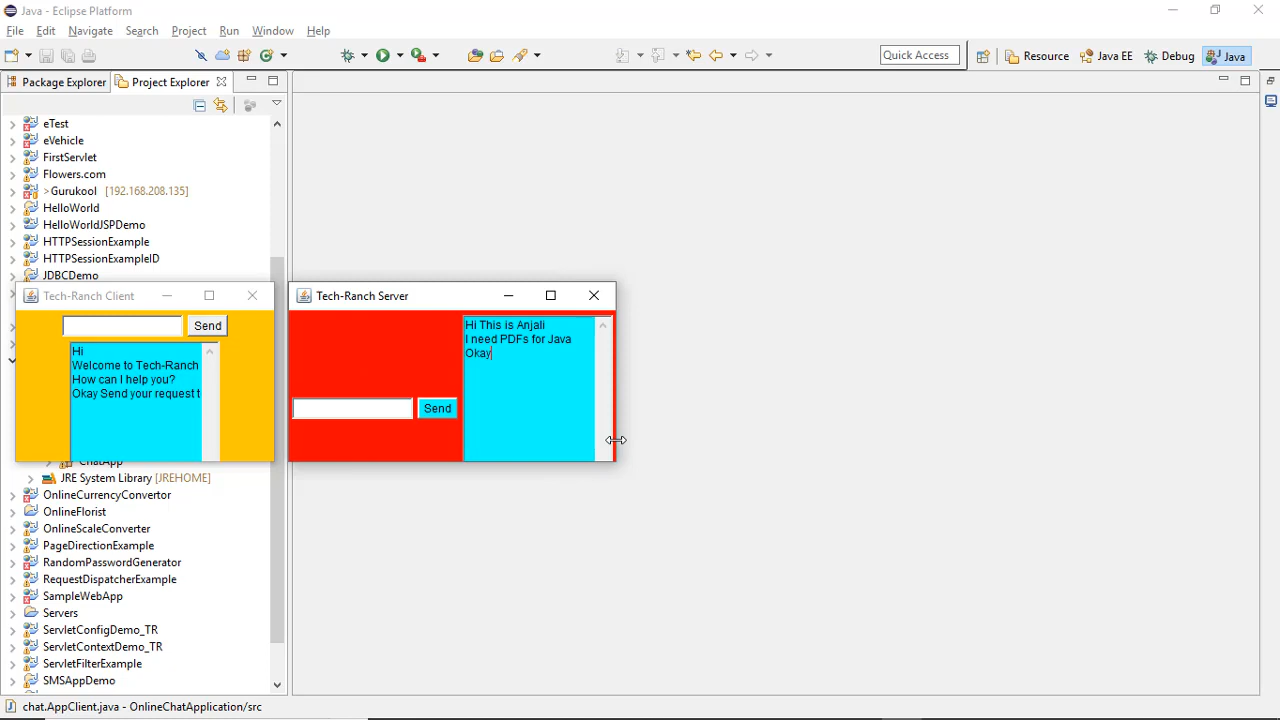 Java - Eclipse Platform
File Edit Navigate Search Project Run Window Help
Quick Access
Resource
Java EE
Debug
Java
Package Explorer
Project Explorer
eTest
eVehicle
FirstServlet
Flowers.com
>Gurukool [192.168.208.135]
HelloWorld
HelloWorldJSPDemo
HTTPSessionExample
HTTPSessionExampleID
JDBCDemo
Tech-Ranch Client
Send
Hi
Welcome to Tech-Ranch
How can I help you?
Okay Send your request t
Tech-Ranch Server
Send
Hi This is Anjali
I need PDFs for Java
Okay
ChatApp
JRE System Library [JREHOME]
OnlineCurrencyConvertor
OnlineFlorist
OnlineScaleConverter
PageDirectionExample
RandomPasswordGenerator
RequestDispatcherExample
SampleWebApp
Servers
ServletConfigDemo_TR
ServletContextDemo_TR
ServletFilterExample
SMSAppDemo
chat.AppClient.java - OnlineChatApplication/src